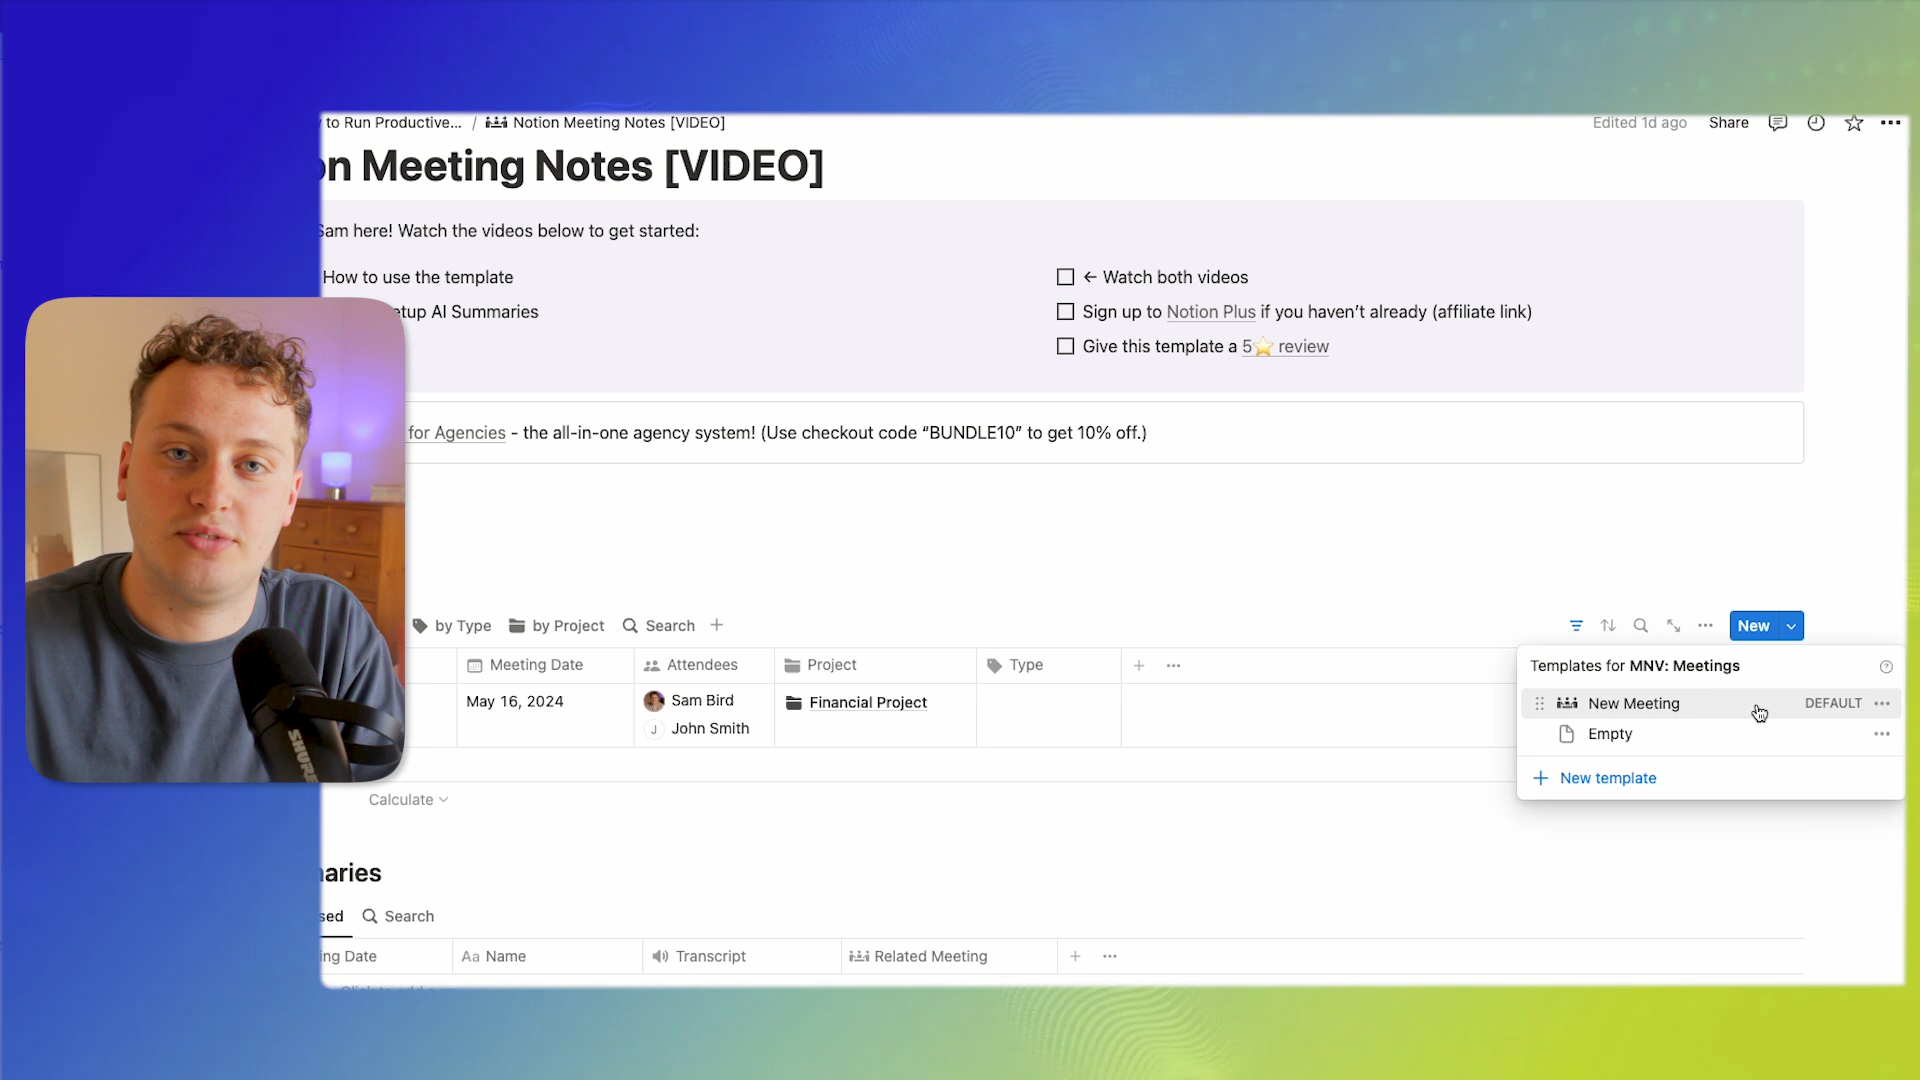 to Run Productive... / Notion Meeting Notes [VIDEO]
Edited 1d ago Share
on Meeting Notes [VIDEO]
Sam here! Watch the videos below to get started:
How to use the template
← Watch both videos
etup AI Summaries
Sign up to Notion Plus if you haven’t already (affiliate link)
Give this template a 5⭐ review
for Agencies - the all-in-one agency system! (Use checkout code “BUNDLE10” to get 10% off.)
by Type by Project Search
New
Meeting Date Attendees Project Type
Templates for MNV: Meetings
May 16, 2024 Sam Bird Financial Project
J John Smith
New Meeting DEFAULT
Empty
New template
Calculate
aries
sed Search
ing Date Aa Name Transcript Related Meeting
SHURE